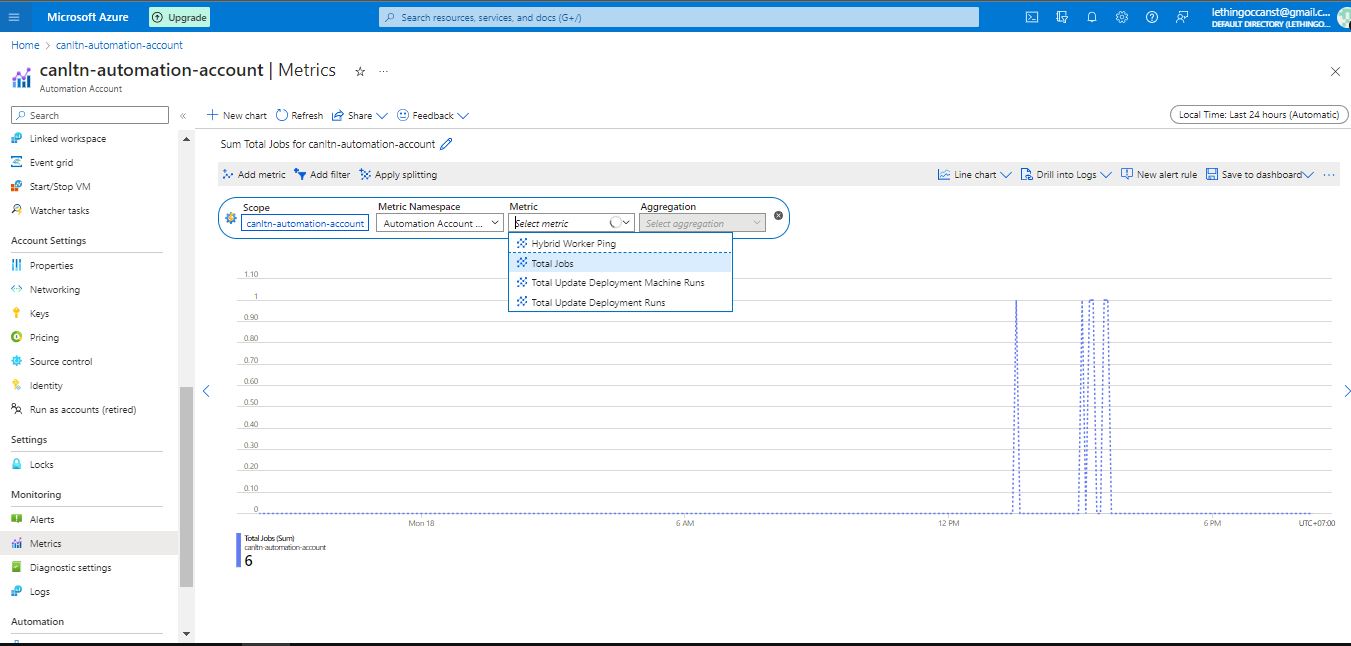 Microsoft Azure
Upgrade
Search resources, services, and docs (G+/)
lethingoccanst@gmail.c...
DEFAULT DIRECTORY (LETHINGO...
Home > canltn-automation-account
canltn-automation-account | Metrics
Automation Account
Search
New chart
Refresh
Share
Feedback
Local Time: Last 24 hours (Automatic)
Linked workspace
Event grid
Start/Stop VM
Watcher tasks
Account Settings
Properties
Networking
Keys
Pricing
Source control
Identity
Run as accounts (retired)
Settings
Locks
Monitoring
Alerts
Metrics
Diagnostic settings
Logs
Automation
Sum Total Jobs for canltn-automation-account
Add metric
Add filter
Apply splitting
Line chart
Drill into Logs
New alert rule
Save to dashboard
Scope
canltn-automation-account
Metric Namespace
Automation Account ...
Metric
Select metric
Aggregation
Select aggregation
Hybrid Worker Ping
Total Jobs
Total Update Deployment Machine Runs
Total Update Deployment Runs
1.10
1
0.90
0.80
0.70
0.60
0.50
0.40
0.30
0.20
0.10
0
Mon 18
6 AM
12 PM
6 PM
UTC+07:00
Total Jobs (Sum)
canltn-automation-account
6